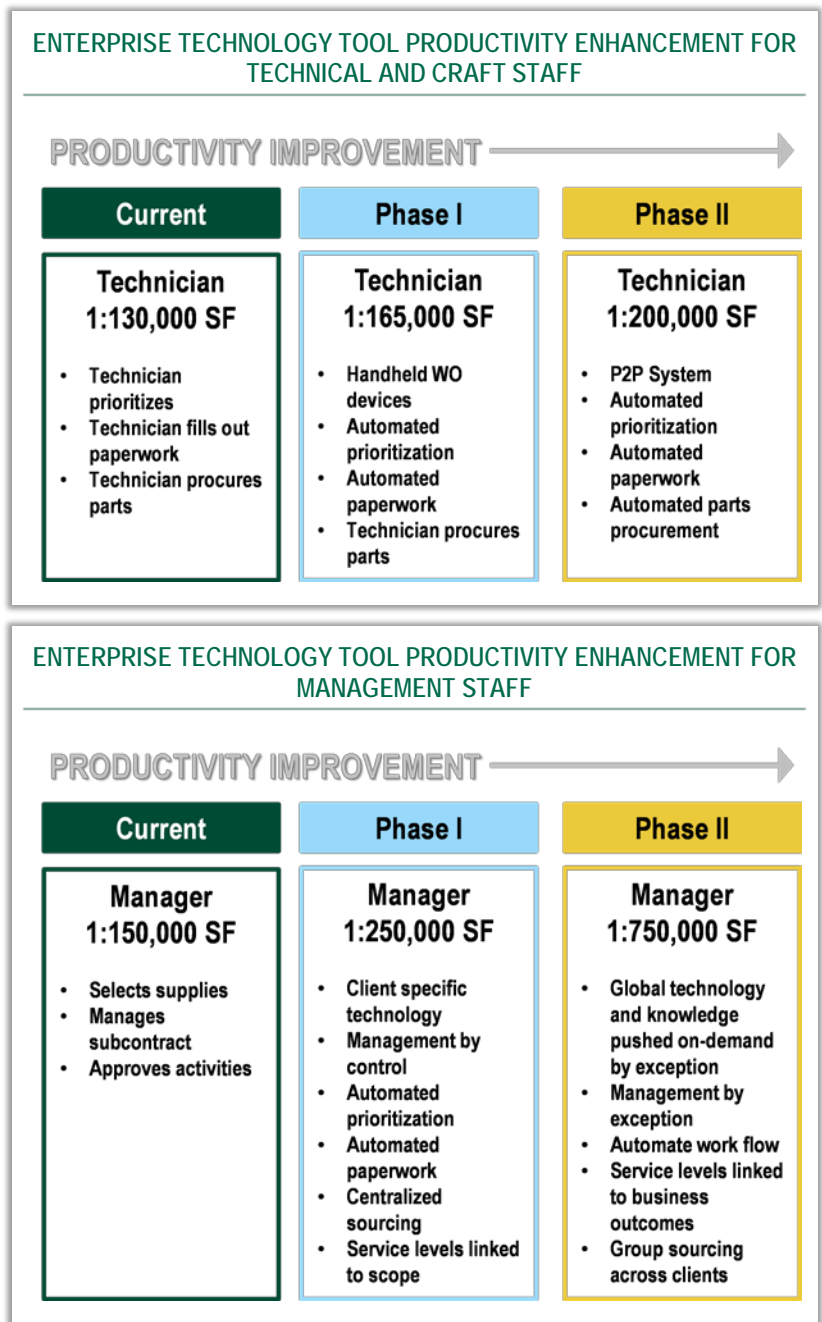 ENTERPRISE TECHNOLOGY TOOL PRODUCTIVITY ENHANCEMENT FOR
TECHNICAL AND CRAFT STAFF
PRODUCTIVITY IMPROVEMENT
Current
Technician
1:130,000 SF
• Technician
prioritizes
• Technician fills out
paperwork
• Technician procures
parts
Phase I
Technician
1:165,000 SF
• Handheld WO
devices
• Automated
prioritization
• Automated
paperwork
• Technician procures
parts
Phase II
Technician
1:200,000 SF
• P2P System
• Automated
prioritization
• Automated
paperwork
• Automated parts
procurement
ENTERPRISE TECHNOLOGY TOOL PRODUCTIVITY ENHANCEMENT FOR
MANAGEMENT STAFF
PRODUCTIVITY IMPROVEMENT
Current
Manager
1:150,000 SF
• Selects supplies
• Manages
subcontract
• Approves activities
Phase I
Manager
1:250,000 SF
• Client specific
technology
• Management by
control
• Automated
prioritization
• Automated
paperwork
• Centralized
sourcing
• Service levels linked
to scope
Phase II
Manager
1:750,000 SF
• Global technology
and knowledge
pushed on-demand
by exception
• Management by
exception
• Automate work flow
• Service levels linked
to business
outcomes
• Group sourcing
across clients